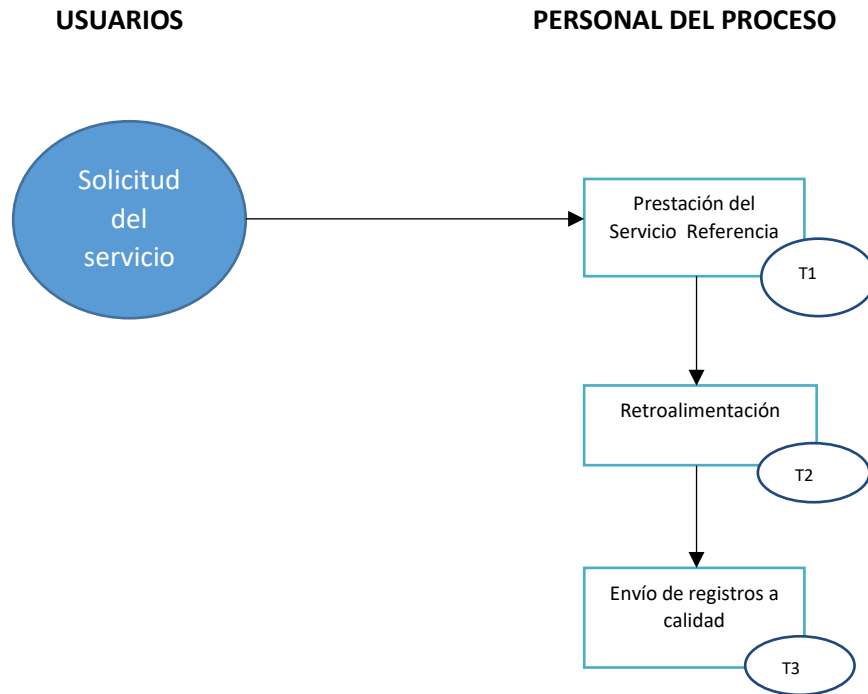 USUARIOS
PERSONAL DEL PROCESO
Solicitud
del
servicio
Prestación del
Servicio Referencia
T1
Retroalimentación
T2
Envío de registros a
calidad
T3